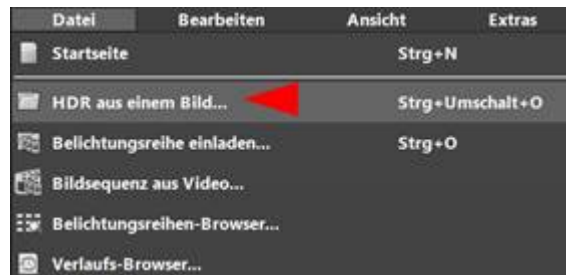 Datei Bearbeiten Ansicht Extras
Startseite Strg+N
HDR aus einem Bild... Strg+Umschalt+O
Belichtungsreihe einladen... Strg+O
Bildsequenz aus Video...
Belichtungsreihen-Browser...
Verlaufs-Browser...